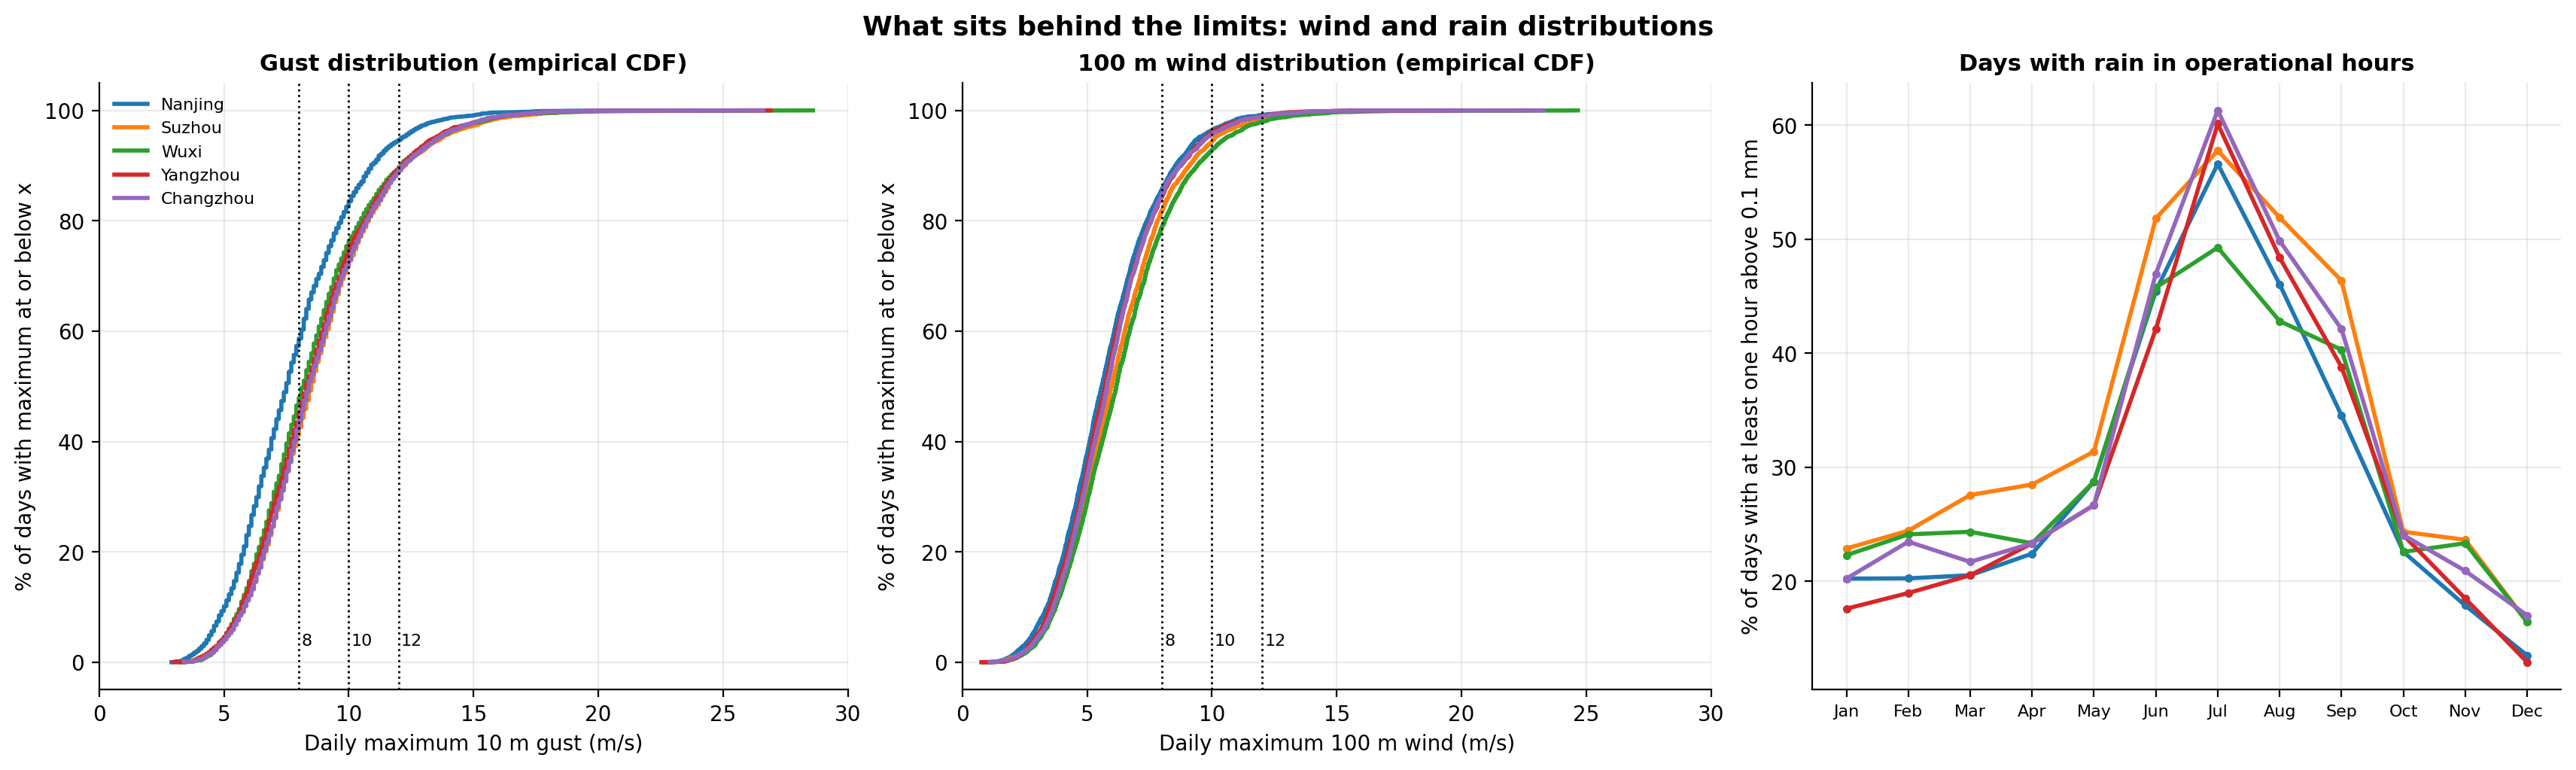 What sits behind the limits: wind and rain distributions
Gust distribution (empirical CDF)
% of days with maximum at or below x
100
80
60
40
20
0
Nanjing
Suzhou
Wuxi
Yangzhou
Changzhou
8
10
12
0
5
10
15
20
25
30
Daily maximum 10 m gust (m/s)
100 m wind distribution (empirical CDF)
% of days with maximum at or below x
100
80
60
40
20
0
8
10
12
0
5
10
15
20
25
30
Daily maximum 100 m wind (m/s)
Days with rain in operational hours
% of days with at least one hour above 0.1 mm
60
50
40
30
20
Jan
Feb
Mar
Apr
May
Jun
Jul
Aug
Sep
Oct
Nov
Dec